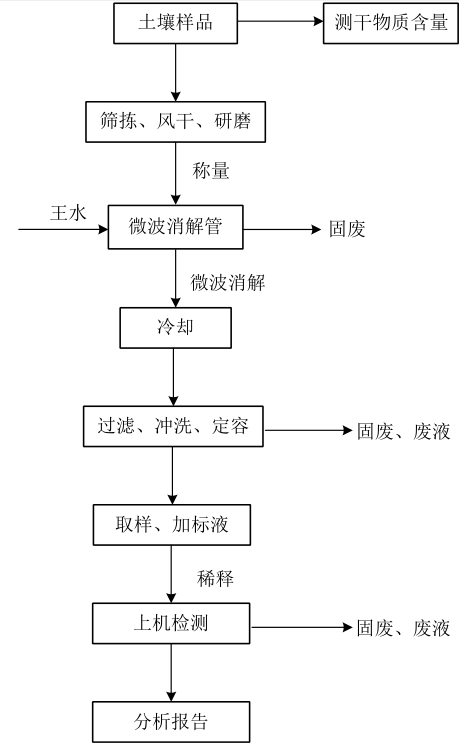 土壤样品
测干物质含量
筛拣、风干、研磨
称量
王水
微波消解管
固废
微波消解
冷却
过滤、冲洗、定容
固废、废液
取样、加标液
稀释
上机检测
固废、废液
分析报告